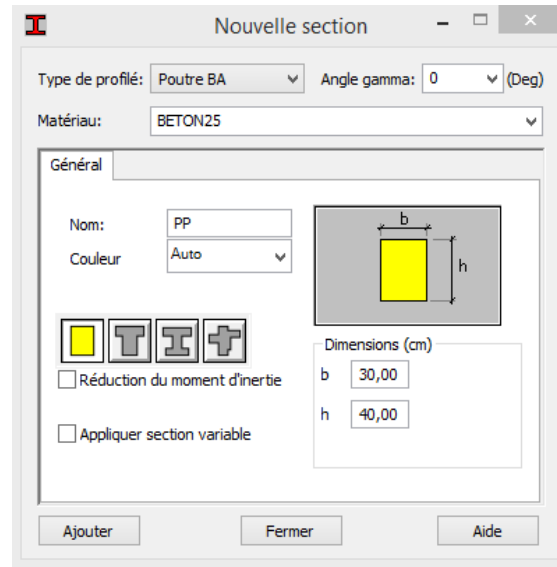 Nouvelle section
Type de profilé: Poutre BA Angle gamma: 0 (Deg)
Matériau: BETON25
Général
Nom: PP
Couleur Auto
b
h
Réduction du moment d'inertie
Appliquer section variable
Dimensions (cm)
b 30,00
h 40,00
Ajouter Fermer Aide